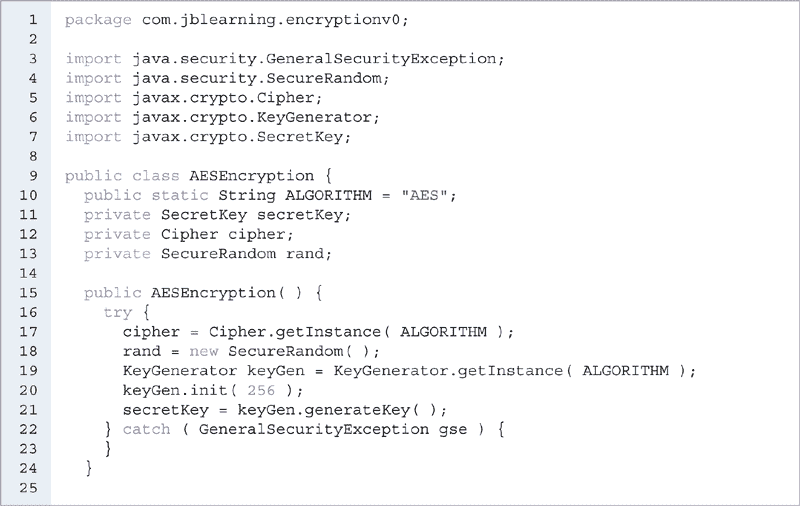 1 package com.jblearning.encryptionv0;
2
3 import java.security.GeneralSecurityException;
4 import java.security.SecureRandom;
5 import javax.crypto.Cipher;
6 import javax.crypto.KeyGenerator;
7 import javax.crypto.SecretKey;
8
9 public class AESEncryption {
10   public static String ALGORITHM = "AES";
11   private SecretKey secretKey;
12   private Cipher cipher;
13   private SecureRandom rand;
14
15   public AESEncryption( ) {
16     try {
17       cipher = Cipher.getInstance( ALGORITHM );
18       rand = new SecureRandom( );
19       KeyGenerator keyGen = KeyGenerator.getInstance( ALGORITHM );
20       keyGen.init( 256 );
21       secretKey = keyGen.generateKey( );
22     } catch ( GeneralSecurityException gse ) {
23     }
24   }
25